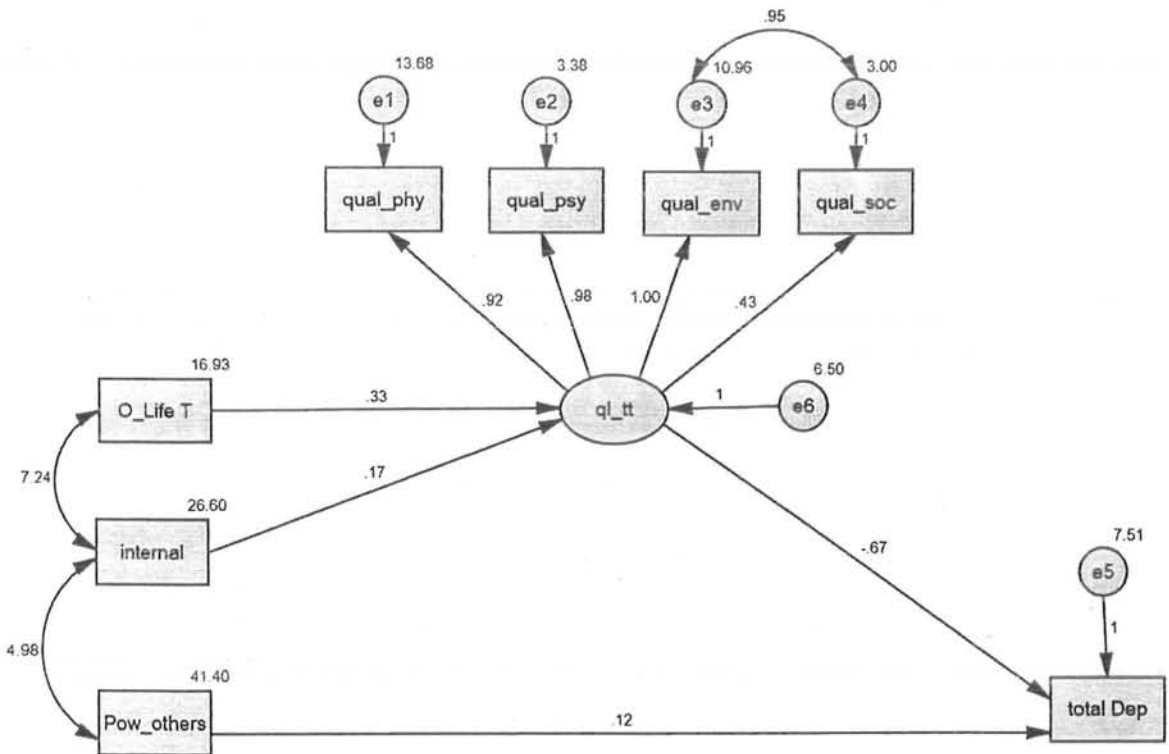 .95
13.68
3.38
10.96
3.00
e1
e2
e3
e4
1
1
1
1
qual_phy
qual_psy
qual_env
qual_soc
.92
.98
1.00
.43
16.93
O_Life T
.33
ql_tt
1
6.50
e6
7.24
.17
26.60
internal
-.67
7.51
e5
1
4.98
41.40
Pow_others
.12
total Dep